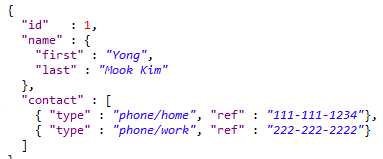 {
"id" : 1,
"name" : {
"first" : "Yong",
"last" : "Mook Kim"
},
"contact" : [
{ "type" : "phone/home", "ref" : "111-111-1234"},
{ "type" : "phone/work", "ref" : "222-222-2222"}
]
}